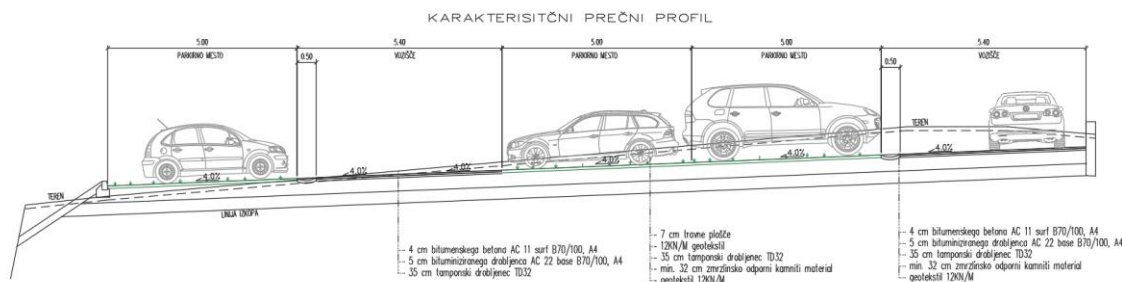 KARAKTERISITČNI PREČNI PROFIL
5.00 5.40 5.00 5.00 5.40
PARKIRNO MESTO 0.50 VOZIŠČE PARKIRNO MESTO PARKIRNO MESTO 0.50 VOZIŠČE
TEREN
4.0% 4.0% 4.0% 4.0% 4.0% 4.0%
TEREN
LINIJA IZKOPA
4 cm bitumenskega betona AC 11 surf B70/100, A4
5 cm bituminiziranega drobljenca AC 22 base B70/100, A4
35 cm tamponski drobljenec TD32
7 cm travne plošče
12KN/M geotekstil
35 cm tamponski drobljenec TD32
min. 32 cm zmrzlinsko odporni kamniti material
geotekstil 12KN/M
4 cm bitumenskega betona AC 11 surf B70/100, A4
5 cm bituminiziranega drobljenca AC 22 base B70/100, A4
35 cm tamponski drobljenec TD32
min. 32 cm zmrzlinsko odporni kamniti material
geotekstil 12KN/M